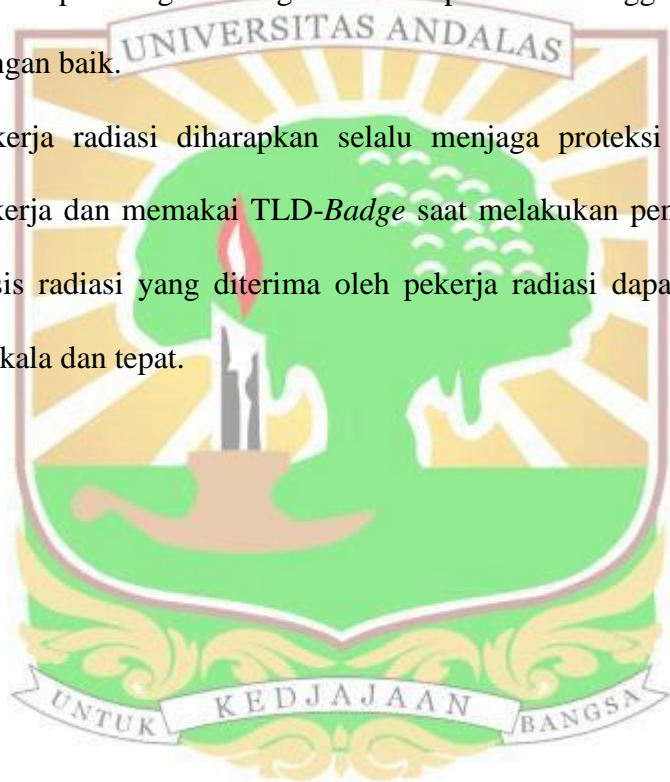 UNIVERSITAS ANDALAS
ngan baik.
kerja radiasi diharapkan selalu menjaga proteksi
kerja dan memakai TLD-Badge saat melakukan pen
sis radiasi yang diterima oleh pekerja radiasi dapa
kala dan tepat.
UNTUK KEDJAJAAN BANGSA